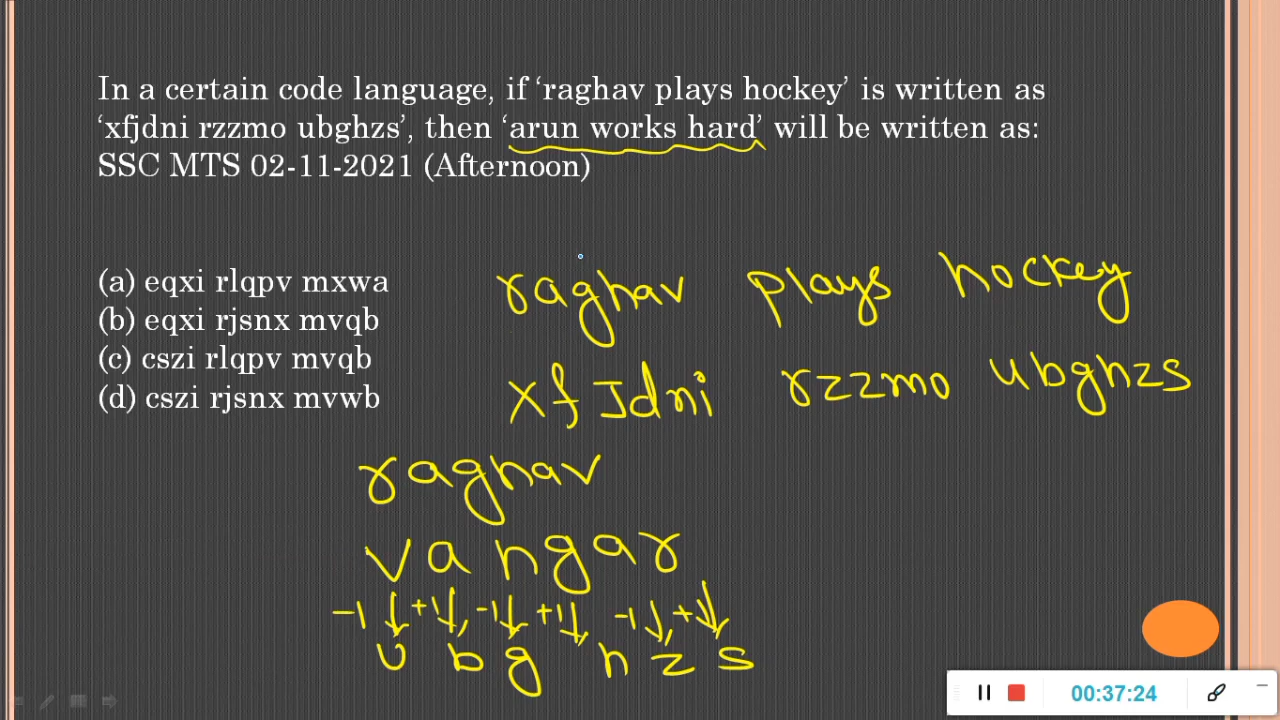 In a certain code language, if ‘raghav plays hockey’ is written as
‘xfjdni rzzmo ubghzs’, then ‘arun works hard’ will be written as:
SSC MTS 02-11-2021 (Afternoon)
(a) eqxi rlqpv mxwa
(b) eqxi rjsnx mvqb
(c) cszi rlqpv mvqb
(d) cszi rjsnx mvwb
raghav plays hockey
xfjdni rzzmo ubghzs
raghav
vahgar
-1 +1, -1 +1, -1, +1
u b g h z s
00:37:24